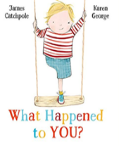 James Catchpole
Karen George
What Happened
to YOU?